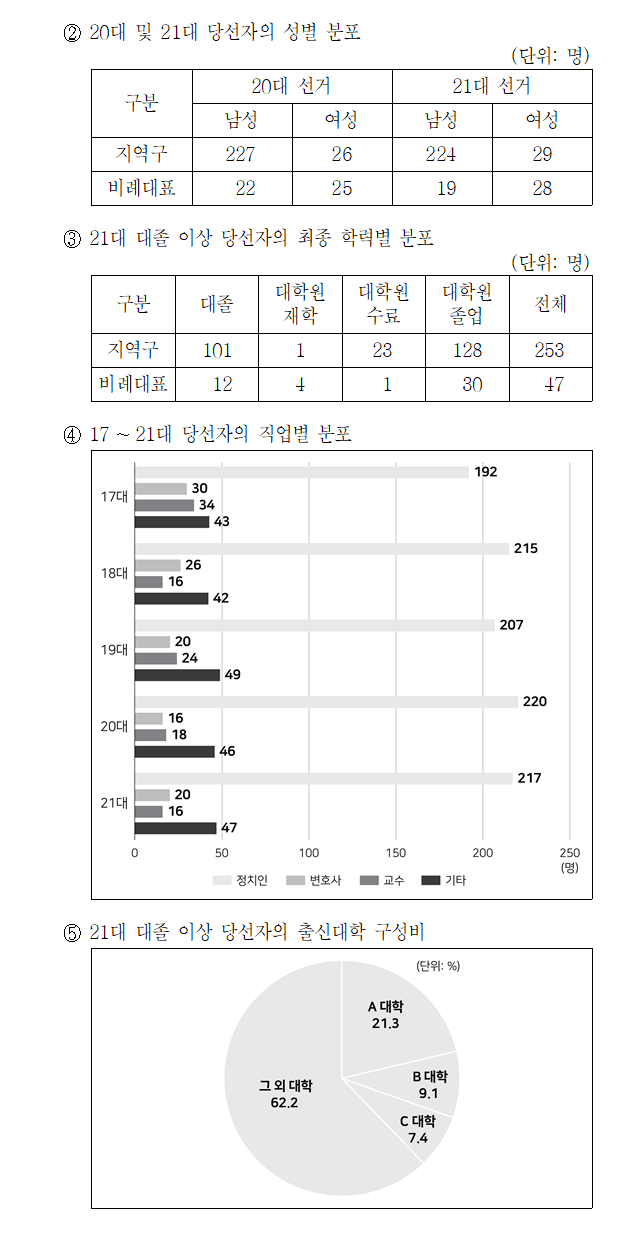 ② 20대 및 21대 당선자의 성별 분포
(단위: 명)
구분 20대 선거 21대 선거
남성 여성 남성 여성
지역구 227 26 224 29
비례대표 22 25 19 28
③ 21대 대졸 이상 당선자의 최종 학력별 분포
(단위: 명)
구분 대졸 대학원 재학 대학원 수료 대학원 졸업 전체
지역구 101 1 23 128 253
비례대표 12 4 1 30 47
④ 17 ~ 21대 당선자의 직업별 분포
192
17대 30
34
43
215
18대 26
16
42
207
19대 20
24
49
220
20대 16
18
46
217
21대 20
16
47
0 50 100 150 200 250
(명)
정치인 변호사 교수 기타
⑤ 21대 대졸 이상 당선자의 출신대학 구성비
(단위: %)
A 대학
21.3
B 대학
9.1
C 대학
7.4
그 외 대학
62.2